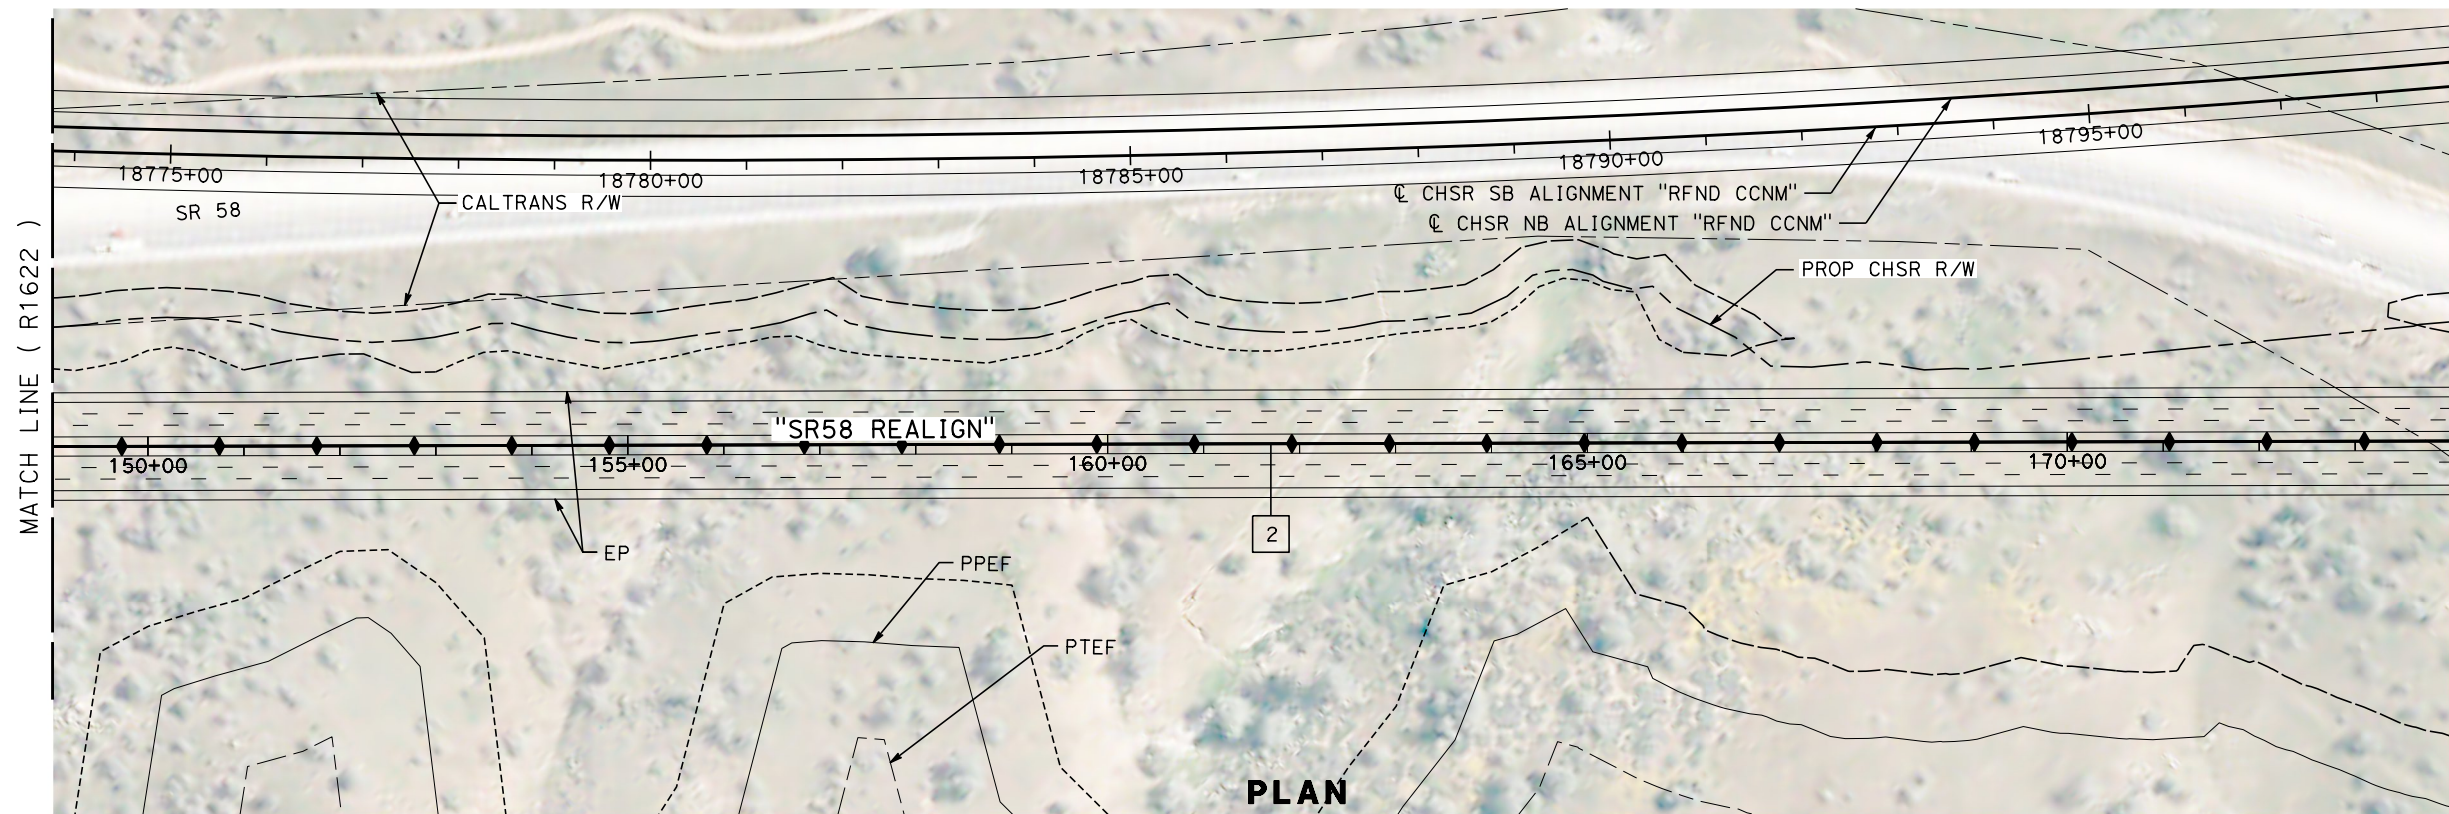 18775+00
18780+00
18785+00
18790+00
18795+00
SR 58
CALTRANS R/W
℄ CHSR SB ALIGNMENT "RFND CCNM"
℄ CHSR NB ALIGNMENT "RFND CCNM"
PROP CHSR R/W
MATCH LINE ( R1622 )
"SR58 REALIGN"
150+00
155+00
160+00
165+00
170+00
2
EP
PPEF
PTEF
PLAN